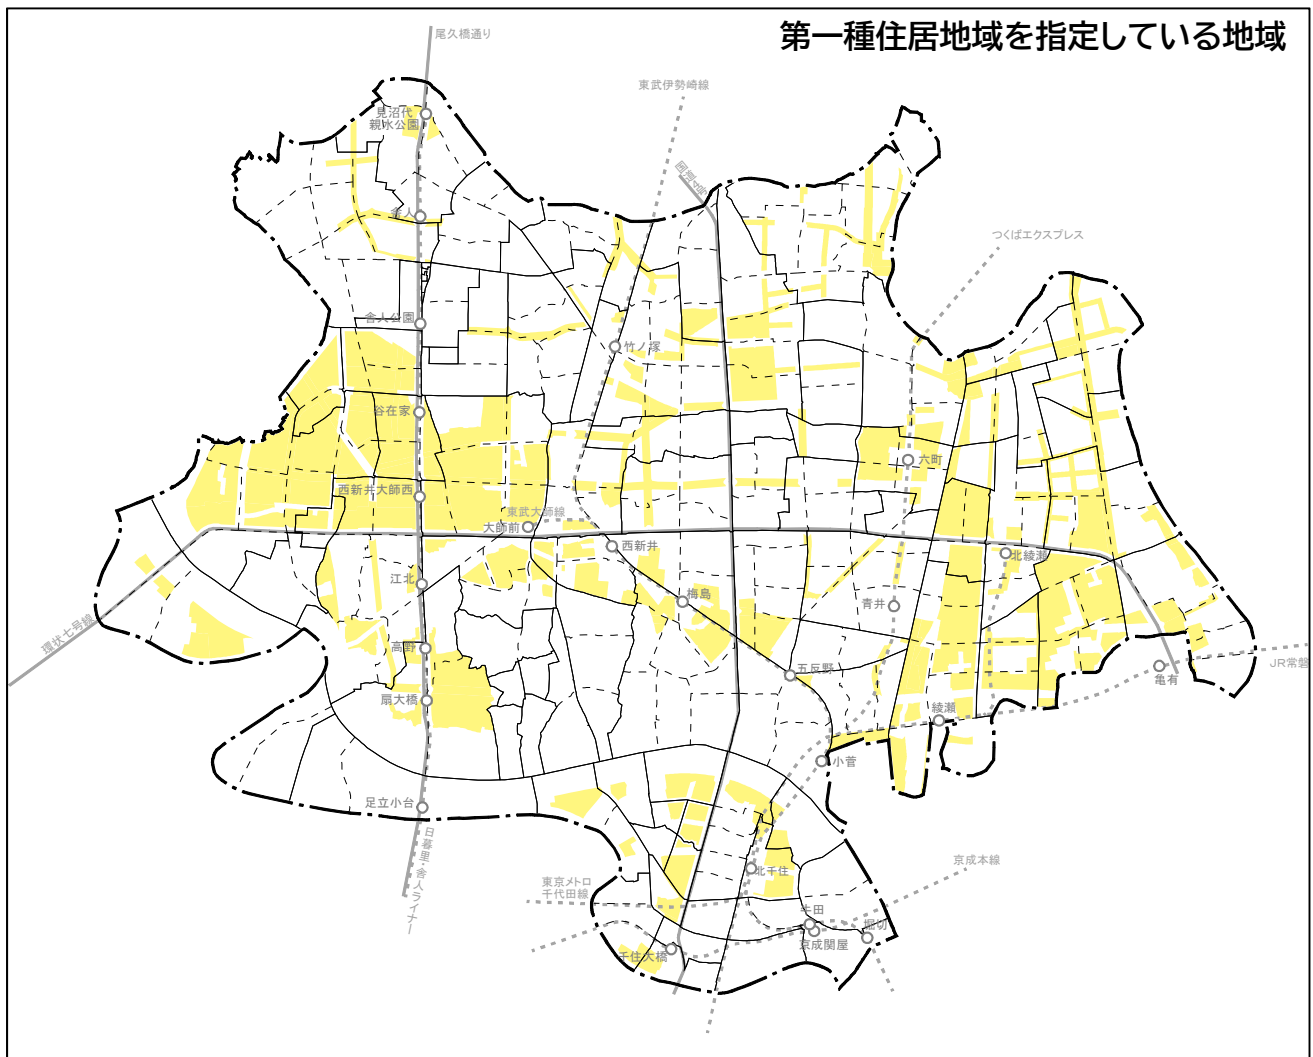 第一種住居地域を指定している地域
尾久橋通り
東武伊勢崎線
見沼代
親水公園
国道4号
舎人
つくばエクスプレス
舎人公園
竹ノ塚
谷在家
六町
西新井大師西
東武大師線
大師前
西新井
北綾瀬
江北
梅島
青井
環状七号線
高野
五反野
亀有
JR常磐
扇大橋
綾瀬
小菅
足立小台
日暮里・舎人ライナー
京成本線
北千住
東京メトロ
千代田線
牛田
堀切
京成関屋
千住大橋